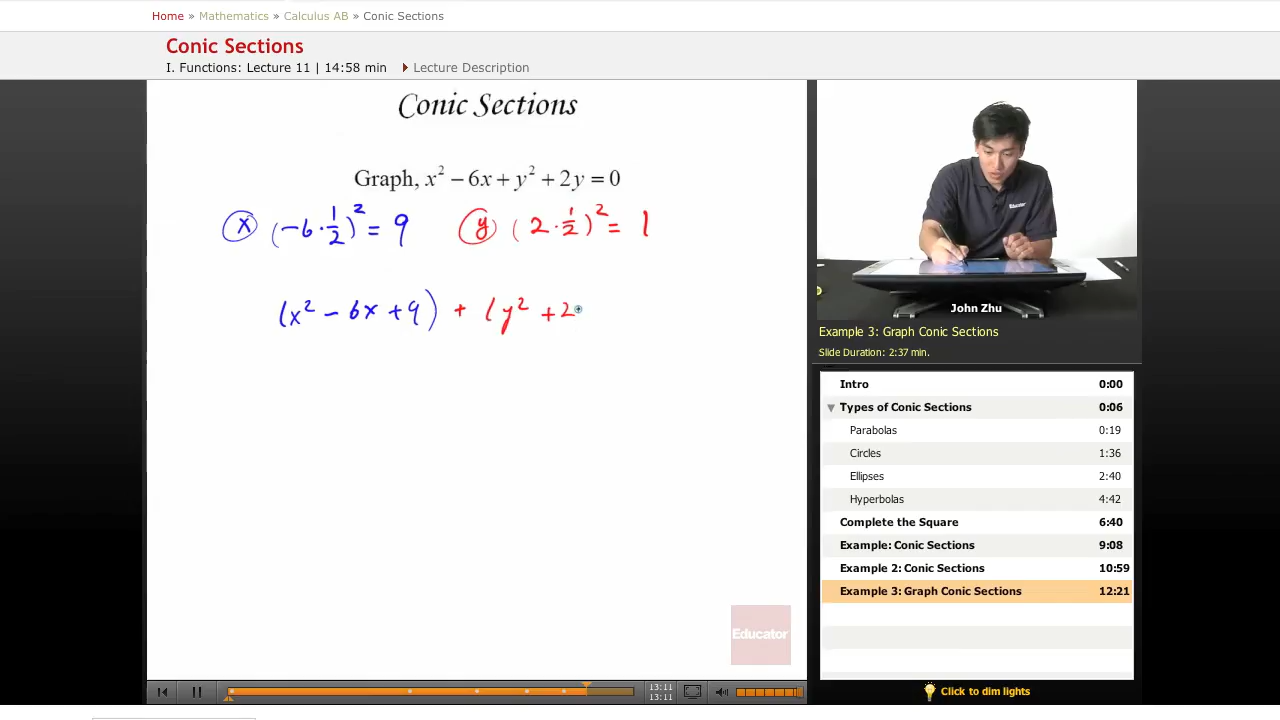 Home » Mathematics » Calculus AB » Conic Sections
Conic Sections
I. Functions: Lecture 11 | 14:58 min Lecture Description
Conic Sections
Graph, x² − 6x + y² + 2y = 0
x (−6 · 1/2)² = 9 y (2 · 1/2)² = 1
(x² − 6x + 9) + (y² + 2
Educator
Educator
John Zhu
Example 3: Graph Conic Sections
Slide Duration: 2:37 min.
Intro 0:00
Types of Conic Sections 0:06
Parabolas 0:19
Circles 1:36
Ellipses 2:40
Hyperbolas 4:42
Complete the Square 6:40
Example: Conic Sections 9:08
Example 2: Conic Sections 10:59
Example 3: Graph Conic Sections 12:21
13:11
13:11
Click to dim lights